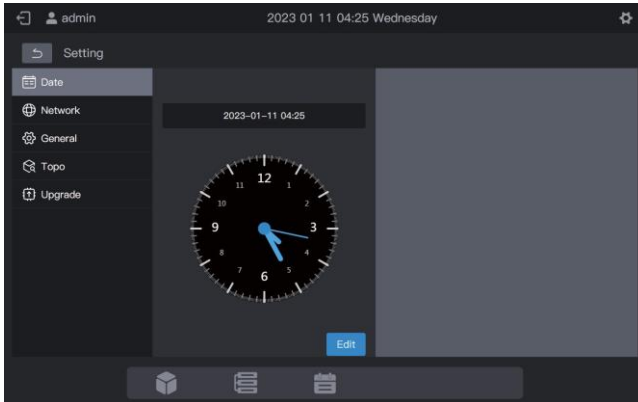 admin
2023 01 11 04:25 Wednesday
Setting
Date
Network
General
Topo
Upgrade
2023-01-11 04:25
12
11
1
10
2
9
3
8
4
7
5
6
Edit